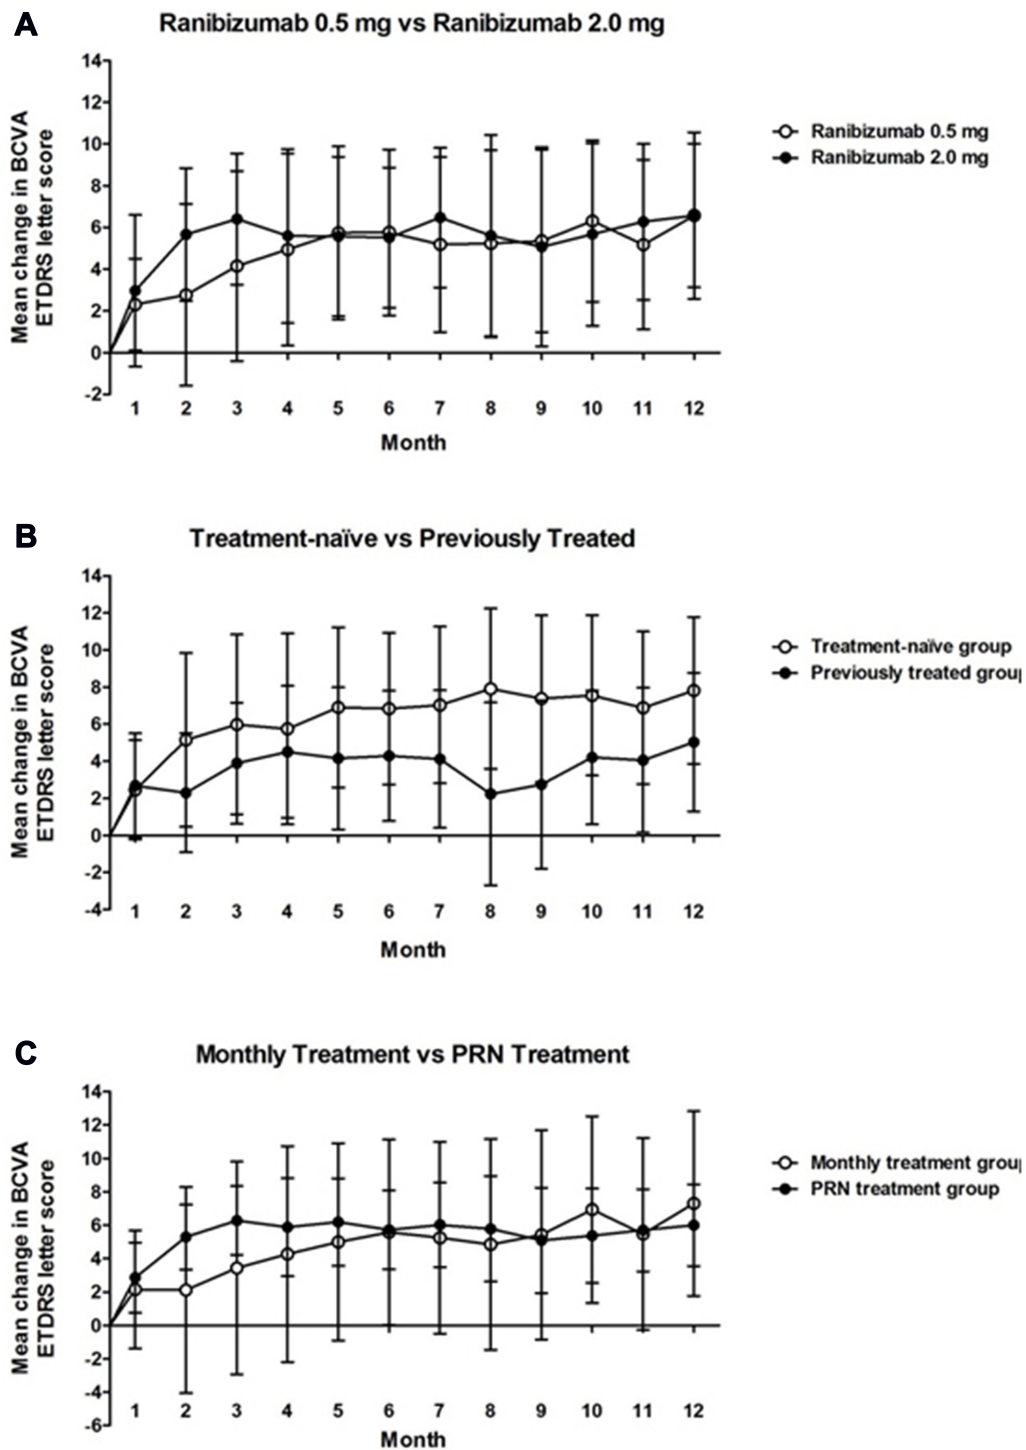 A
Ranibizumab 0.5 mg vs Ranibizumab 2.0 mg
Mean change in BCVA
ETDRS letter score
14
12
10
8
6
4
2
0
-2
1 2 3 4 5 6 7 8 9 10 11 12
Month
Ranibizumab 0.5 mg
Ranibizumab 2.0 mg
B
Treatment-naïve vs Previously Treated
Mean change in BCVA
ETDRS letter score
14
12
10
8
6
4
2
0
-2
-4
1 2 3 4 5 6 7 8 9 10 11 12
Month
Treatment-naïve group
Previously treated grou
C
Monthly Treatment vs PRN Treatment
Mean change in BCVA
ETDRS letter score
14
12
10
8
6
4
2
0
-2
-4
-6
1 2 3 4 5 6 7 8 9 10 11 12
Month
Monthly treatment grou
PRN treatment group